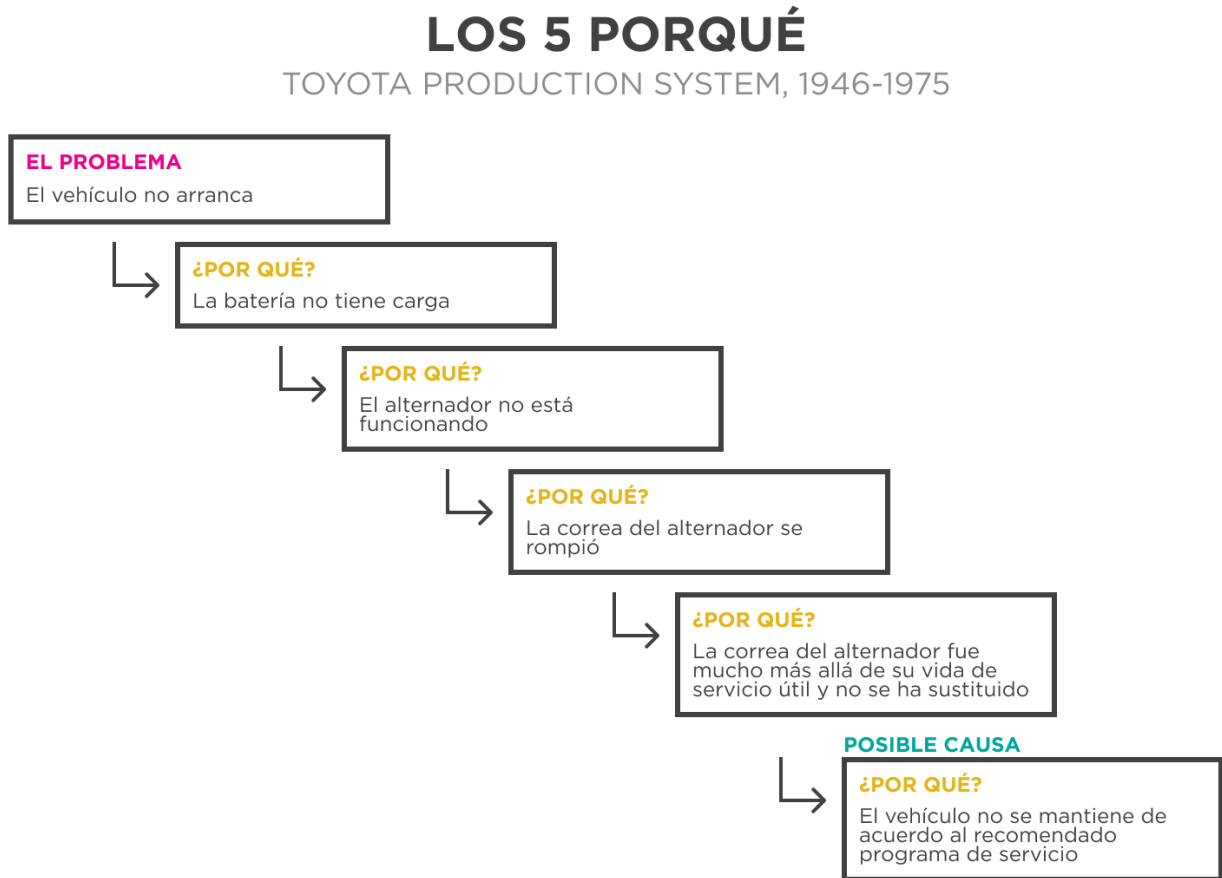 LOS 5 PORQUÉ
TOYOTA PRODUCTION SYSTEM, 1946-1975
EL PROBLEMA
El vehículo no arranca
¿POR QUÉ?
La batería no tiene carga
¿POR QUÉ?
El alternador no está
funcionando
¿POR QUÉ?
La correa del alternador se
rompió
¿POR QUÉ?
La correa del alternador fue
mucho más allá de su vida de
servicio útil y no se ha sustituido
POSIBLE CAUSA
¿POR QUÉ?
El vehículo no se mantiene de
acuerdo al recomendado
programa de servicio